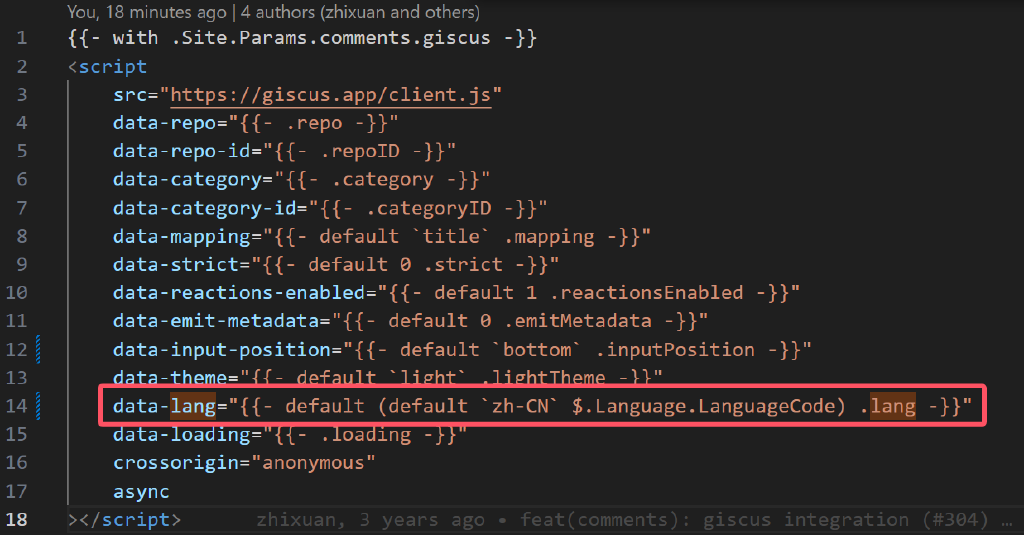 You, 18 minutes ago | 4 authors (zhixuan and others)
1 {{- with .Site.Params.comments.giscus -}}
2 <script
3 src="https://giscus.app/client.js"
4 data-repo="{{- .repo -}}"
5 data-repo-id="{{- .repoID -}}"
6 data-category="{{- .category -}}"
7 data-category-id="{{- .categoryID -}}"
8 data-mapping="{{- default `title` .mapping -}}"
9 data-strict="{{- default 0 .strict -}}"
10 data-reactions-enabled="{{- default 1 .reactionsEnabled -}}"
11 data-emit-metadata="{{- default 0 .emitMetadata -}}"
12 data-input-position="{{- default `bottom` .inputPosition -}}"
13 data-theme="{{- default `light` .lightTheme -}}"
14 data-lang="{{- default (default `zh-CN` $.Language.LanguageCode) .lang -}}"
15 data-loading="{{- .loading -}}"
16 crossorigin="anonymous"
17 async
18 ></script> zhixuan, 3 years ago • feat(comments): giscus integration (#304) …